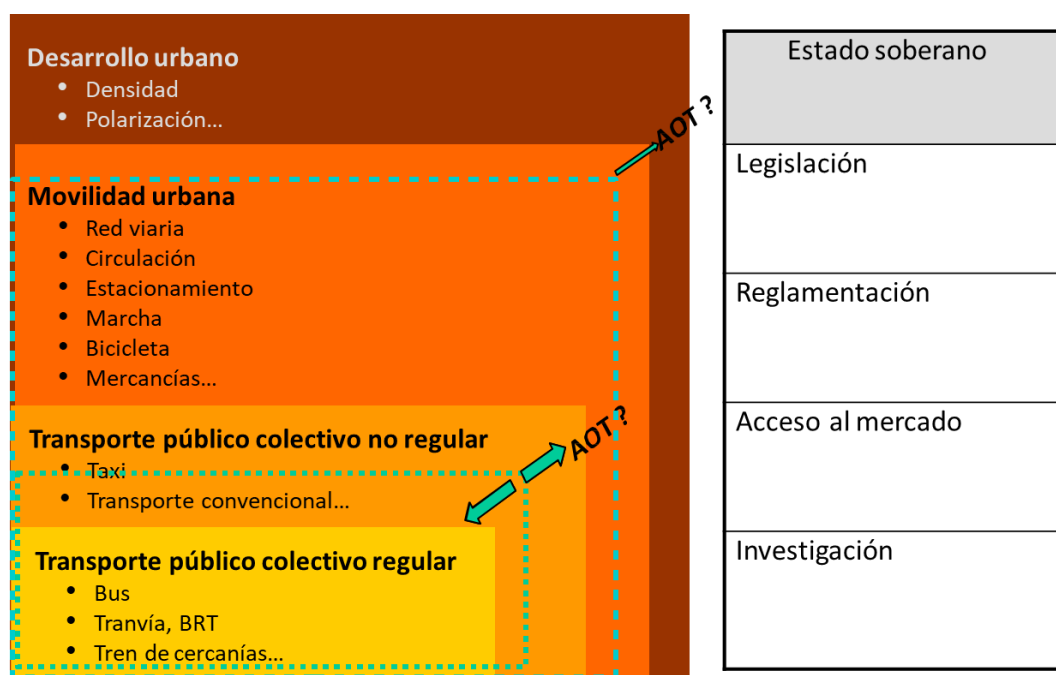 Desarrollo urbano
• Densidad
• Polarización...
AOT ?
Movilidad urbana
• Red viaria
• Circulación
• Estacionamiento
• Marcha
• Bicicleta
• Mercancías...
AOT ?
Transporte público colectivo no regular
• Taxi
• Transporte convencional...
Transporte público colectivo regular
• Bus
• Tranvía, BRT
• Tren de cercanías...
Estado soberano
Legislación
Reglamentación
Acceso al mercado
Investigación